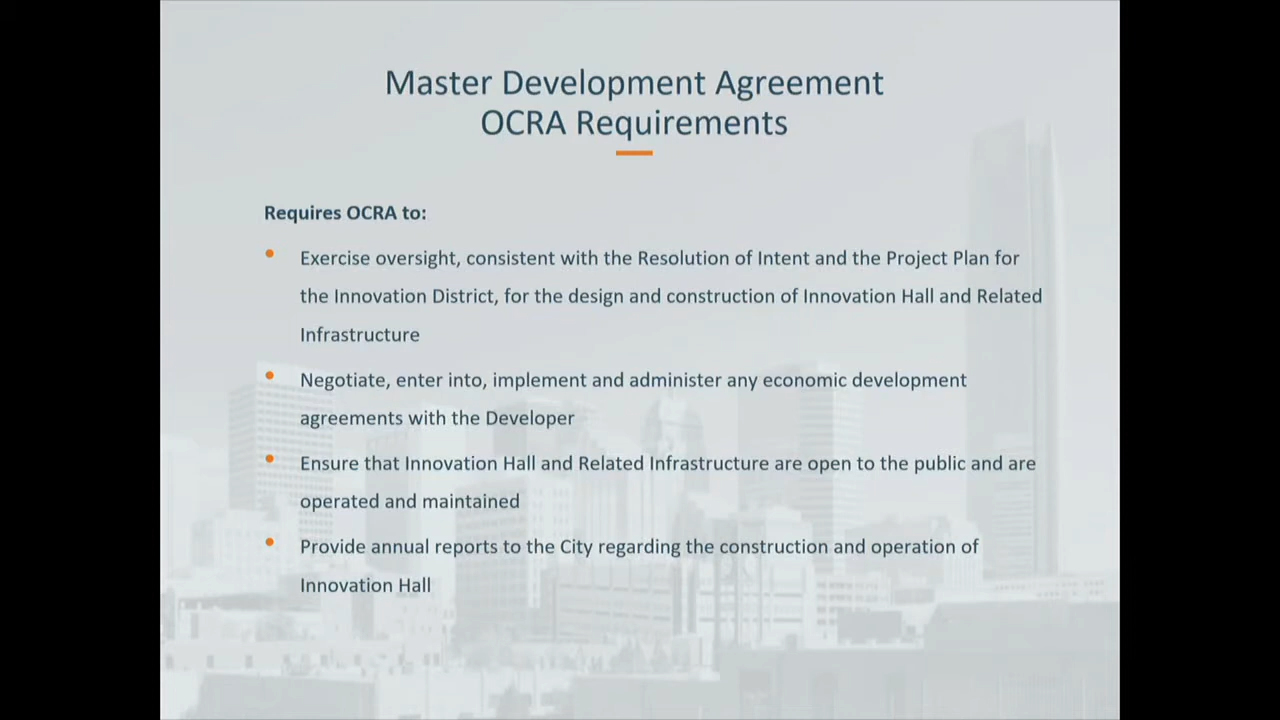 Master Development Agreement
OCRA Requirements
Requires OCRA to:
• Exercise oversight, consistent with the Resolution of Intent and the Project Plan for
the Innovation District, for the design and construction of Innovation Hall and Related
Infrastructure
• Negotiate, enter into, implement and administer any economic development
agreements with the Developer
• Ensure that Innovation Hall and Related Infrastructure are open to the public and are
operated and maintained
• Provide annual reports to the City regarding the construction and operation of
Innovation Hall